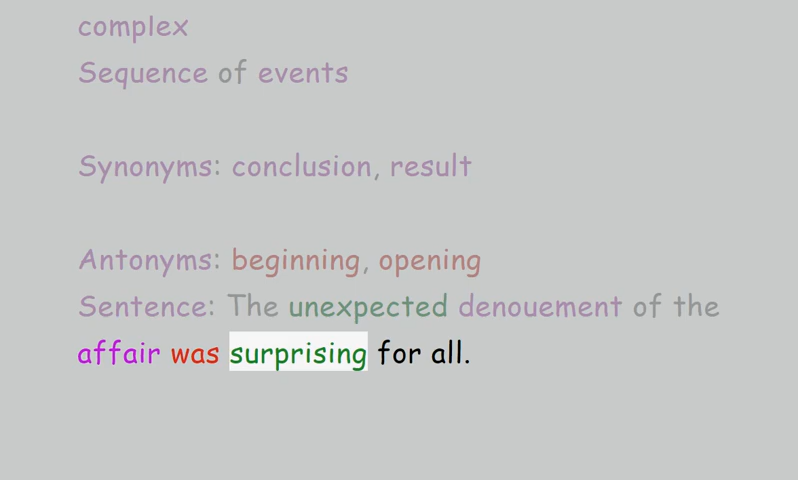 complex
Sequence of events
Synonyms: conclusion, result
Antonyms: beginning, opening
Sentence: The unexpected denouement of the
affair was surprising for all.